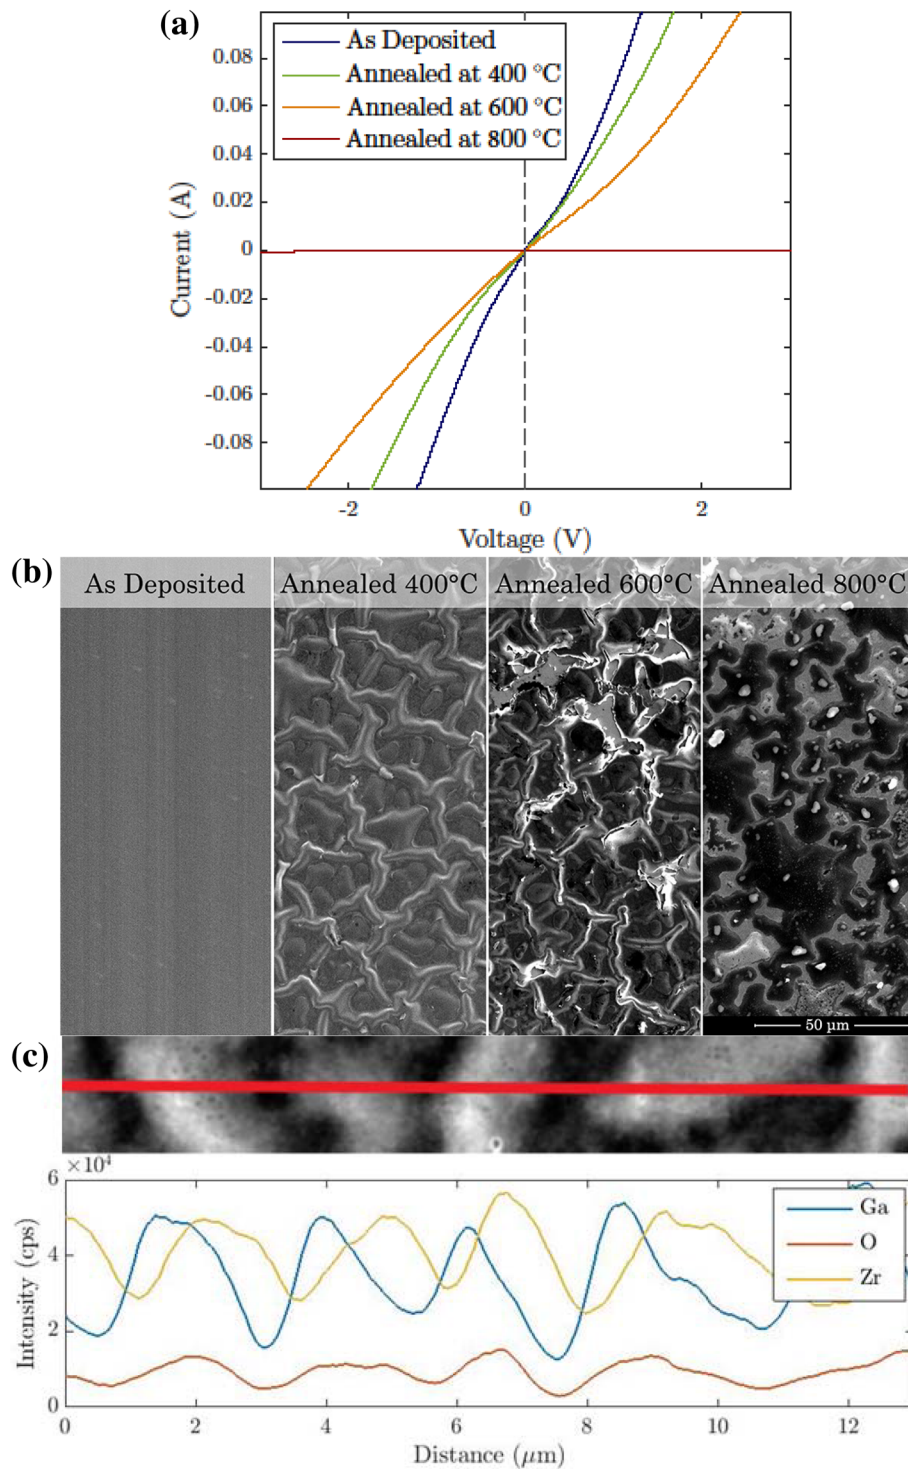 (a)
As Deposited
Annealed at 400 °C
Annealed at 600 °C
Annealed at 800 °C
0.08
0.06
0.04
0.02
0
-0.02
-0.04
-0.06
-0.08
Current (A)
-2 0 2
Voltage (V)
(b)
As Deposited Annealed 400°C Annealed 600°C Annealed 800°C
50 µm
(c)
×10⁴
6
4
2
0
Intensity (cps)
Ga
O
Zr
0 2 4 6 8 10 12
Distance (µm)